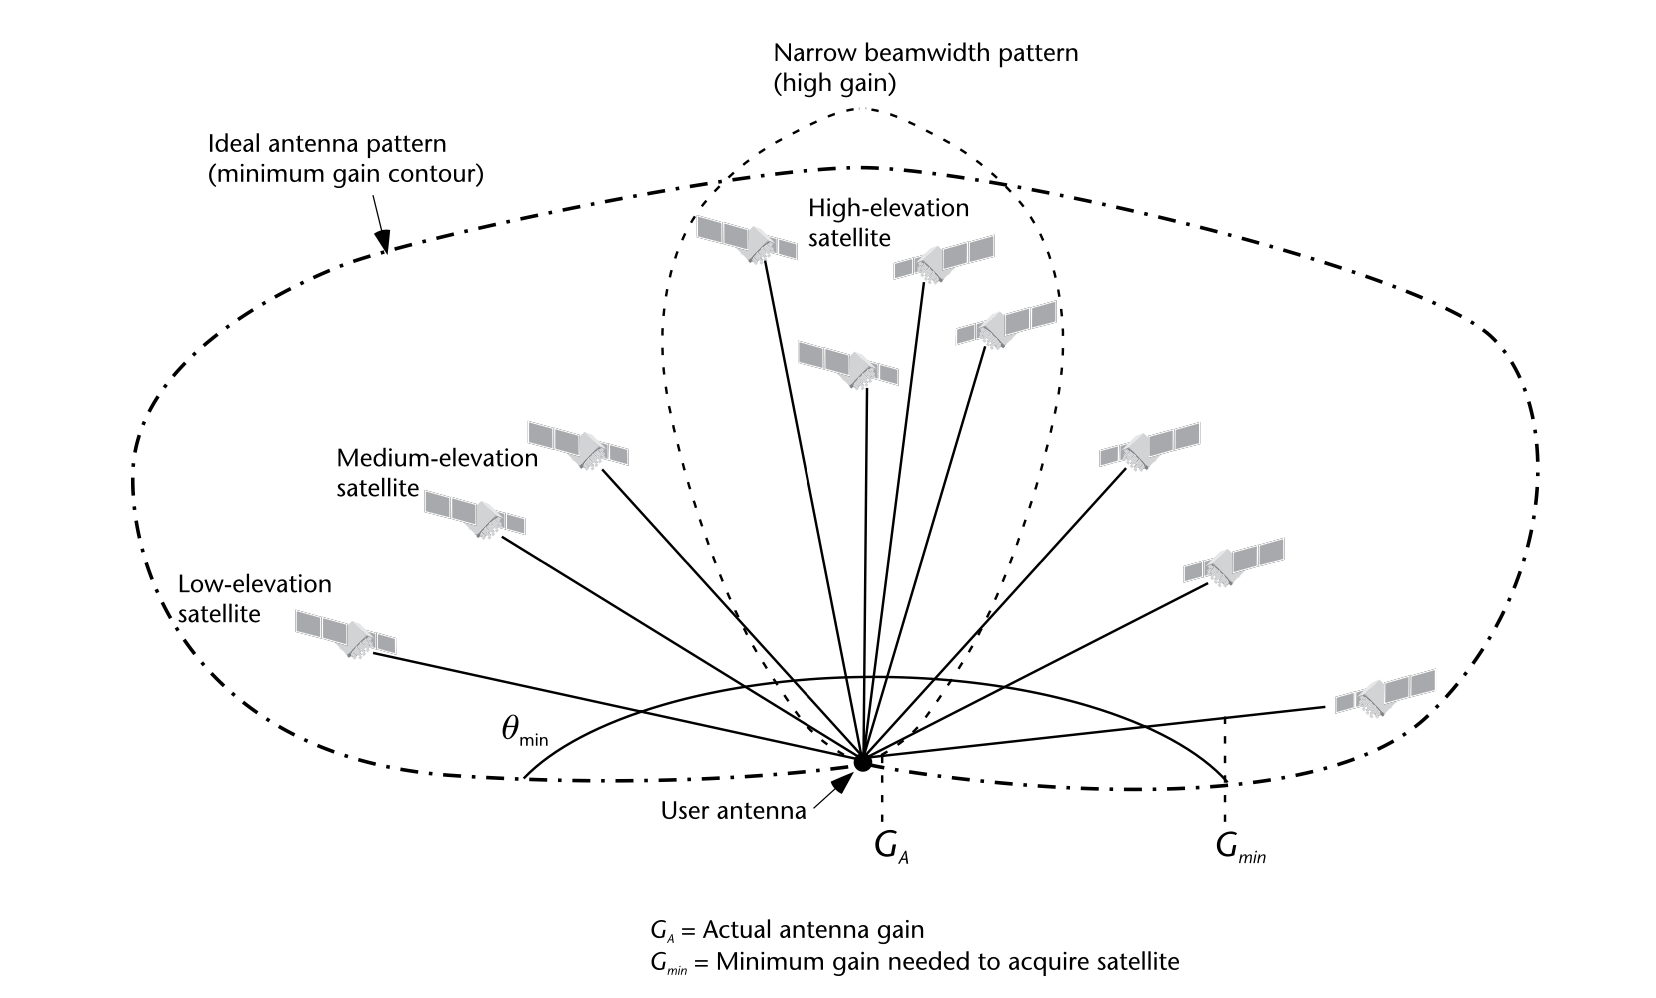 Narrow beamwidth pattern
(high gain)
Ideal antenna pattern
(minimum gain contour)
High-elevation
satellite
Medium-elevation
satellite
Low-elevation
satellite
θmin
User antenna
GA
Gmin
GA = Actual antenna gain
Gmin = Minimum gain needed to acquire satellite